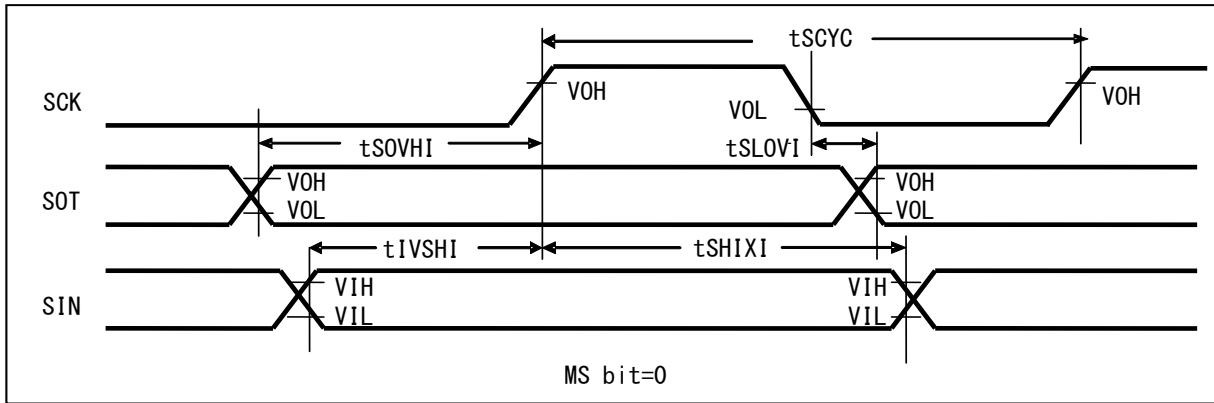 tSCYC
SCK
VOH
VOL
VOH
tSOVHI
tSLOVI
SOT
VOH
VOL
VOH
VOL
tIVSHI
tSHIXI
SIN
VIH
VIL
VIH
VIL
MS bit=0